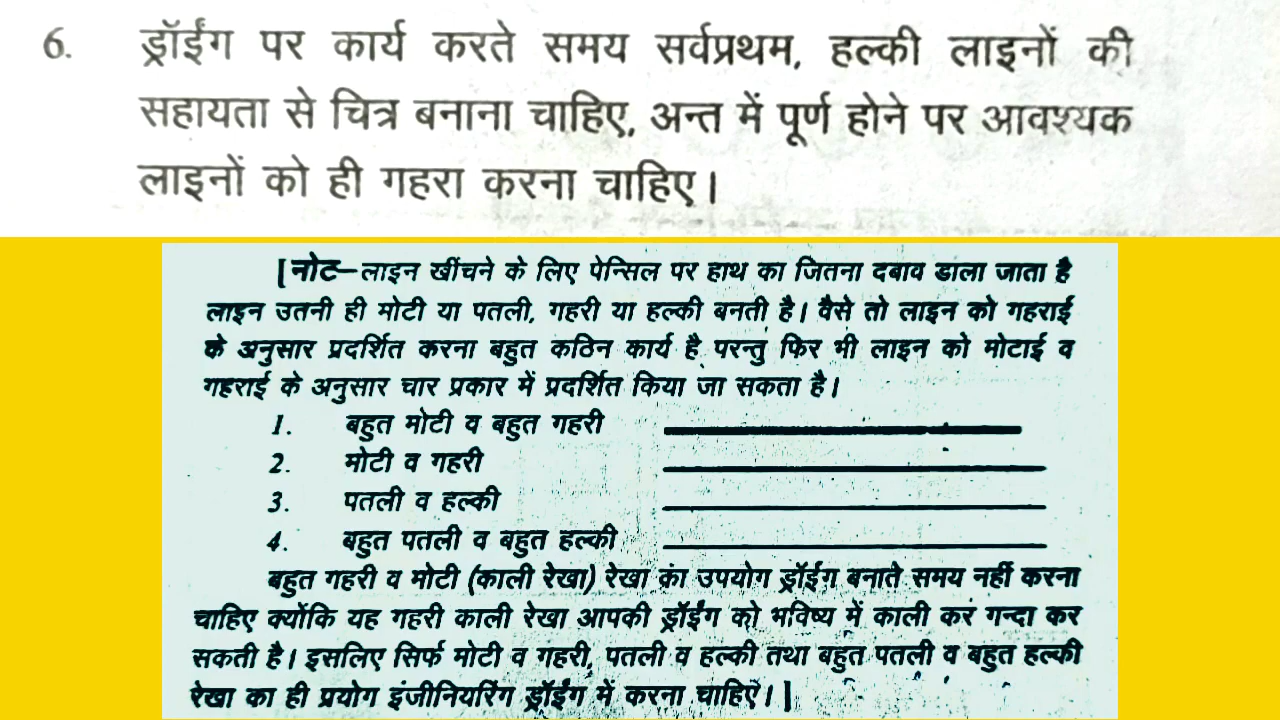 6. ड्रॉईंग पर कार्य करते समय सर्वप्रथम, हल्की लाइनों की
सहायता से चित्र बनाना चाहिए, अन्त में पूर्ण होने पर आवश्यक
लाइनों को ही गहरा करना चाहिए।
[नोट–लाइन खींचने के लिए पेन्सिल पर हाथ का जितना दबाव डाला जाता है
लाइन उतनी ही मोटी या पतली, गहरी या हल्की बनती है। वैसे तो लाइन को गहराई
के अनुसार प्रदर्शित करना बहुत कठिन कार्य है परन्तु फिर भी लाइन को मोटाई व
गहराई के अनुसार चार प्रकार में प्रदर्शित किया जा सकता है।
1. बहुत मोटी व बहुत गहरी
2. मोटी व गहरी
3. पतली व हल्की
4. बहुत पतली व बहुत हल्की
बहुत गहरी व मोटी (काली रेखा) रेखा का उपयोग ड्रॉईंग बनाते समय नहीं करना
चाहिए क्योंकि यह गहरी काली रेखा आपकी ड्रॉईंग को भविष्य में काली कर गन्दा कर
सकती है। इसलिए सिर्फ मोटी व गहरी, पतली व हल्की तथा बहुत पतली व बहुत हल्की
रेखा का ही प्रयोग इंजीनियरिंग ड्रॉईंग में करना चाहिए।]